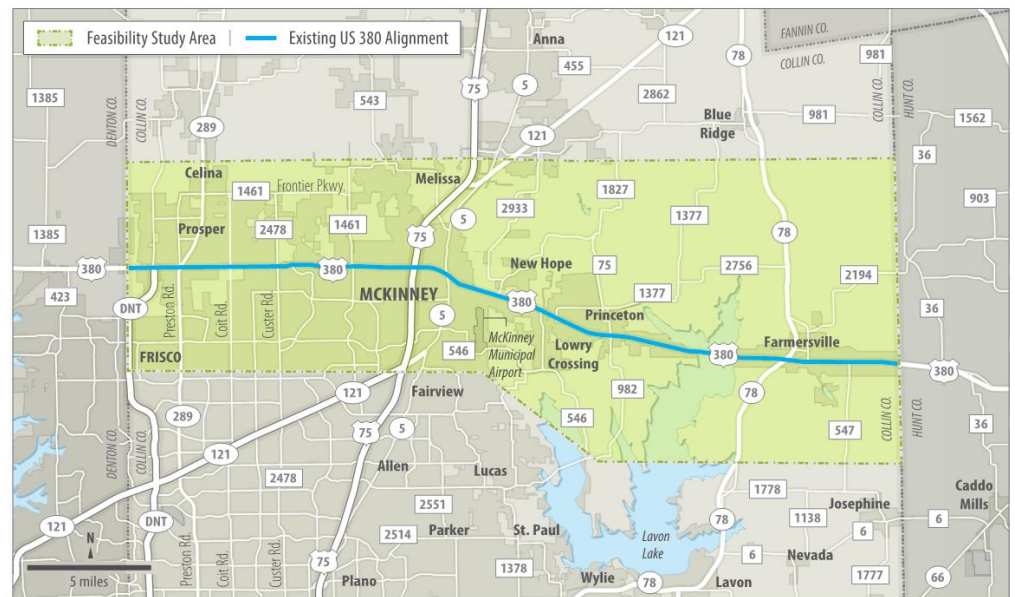 Feasibility Study Area | Existing US 380 Alignment
Anna
121
78
FANNIN CO.
COLLIN CO.
981
455
1385
DENTON CO.
COLLIN CO.
543
75
5
2862
COLLIN CO.
HUNT CO.
289
121
Blue
Ridge
981
1562
36
Celina
Melissa
1461
Frontier Pkwy.
1827
903
2933
5
1377
Prosper
2478
1461
1385
75
78
380
380
New Hope
75
2756
2194
423
MCKINNEY
1377
36
DNT
Preston Rd.
Coit Rd.
Custer Rd.
380
5
Princeton
McKinney
Municipal
Airport
Farmersville
FRISCO
546
Lowry
Crossing
380
380
121
Fairview
982
78
289
546
547
COLLIN CO.
HUNT CO.
36
DENTON CO.
COLLIN CO.
75
5
121
Allen
Lucas
2478
1778
Caddo
Mills
2551
Josephine
121
DNT
Parker
St. Paul
78
1138
6
6
N
2514
Lavon
Lake
5 miles
Preston Rd.
Coit Rd.
Custer Rd.
75
1378
6
Nevada
Plano
Wylie
78
Lavon
1777
66